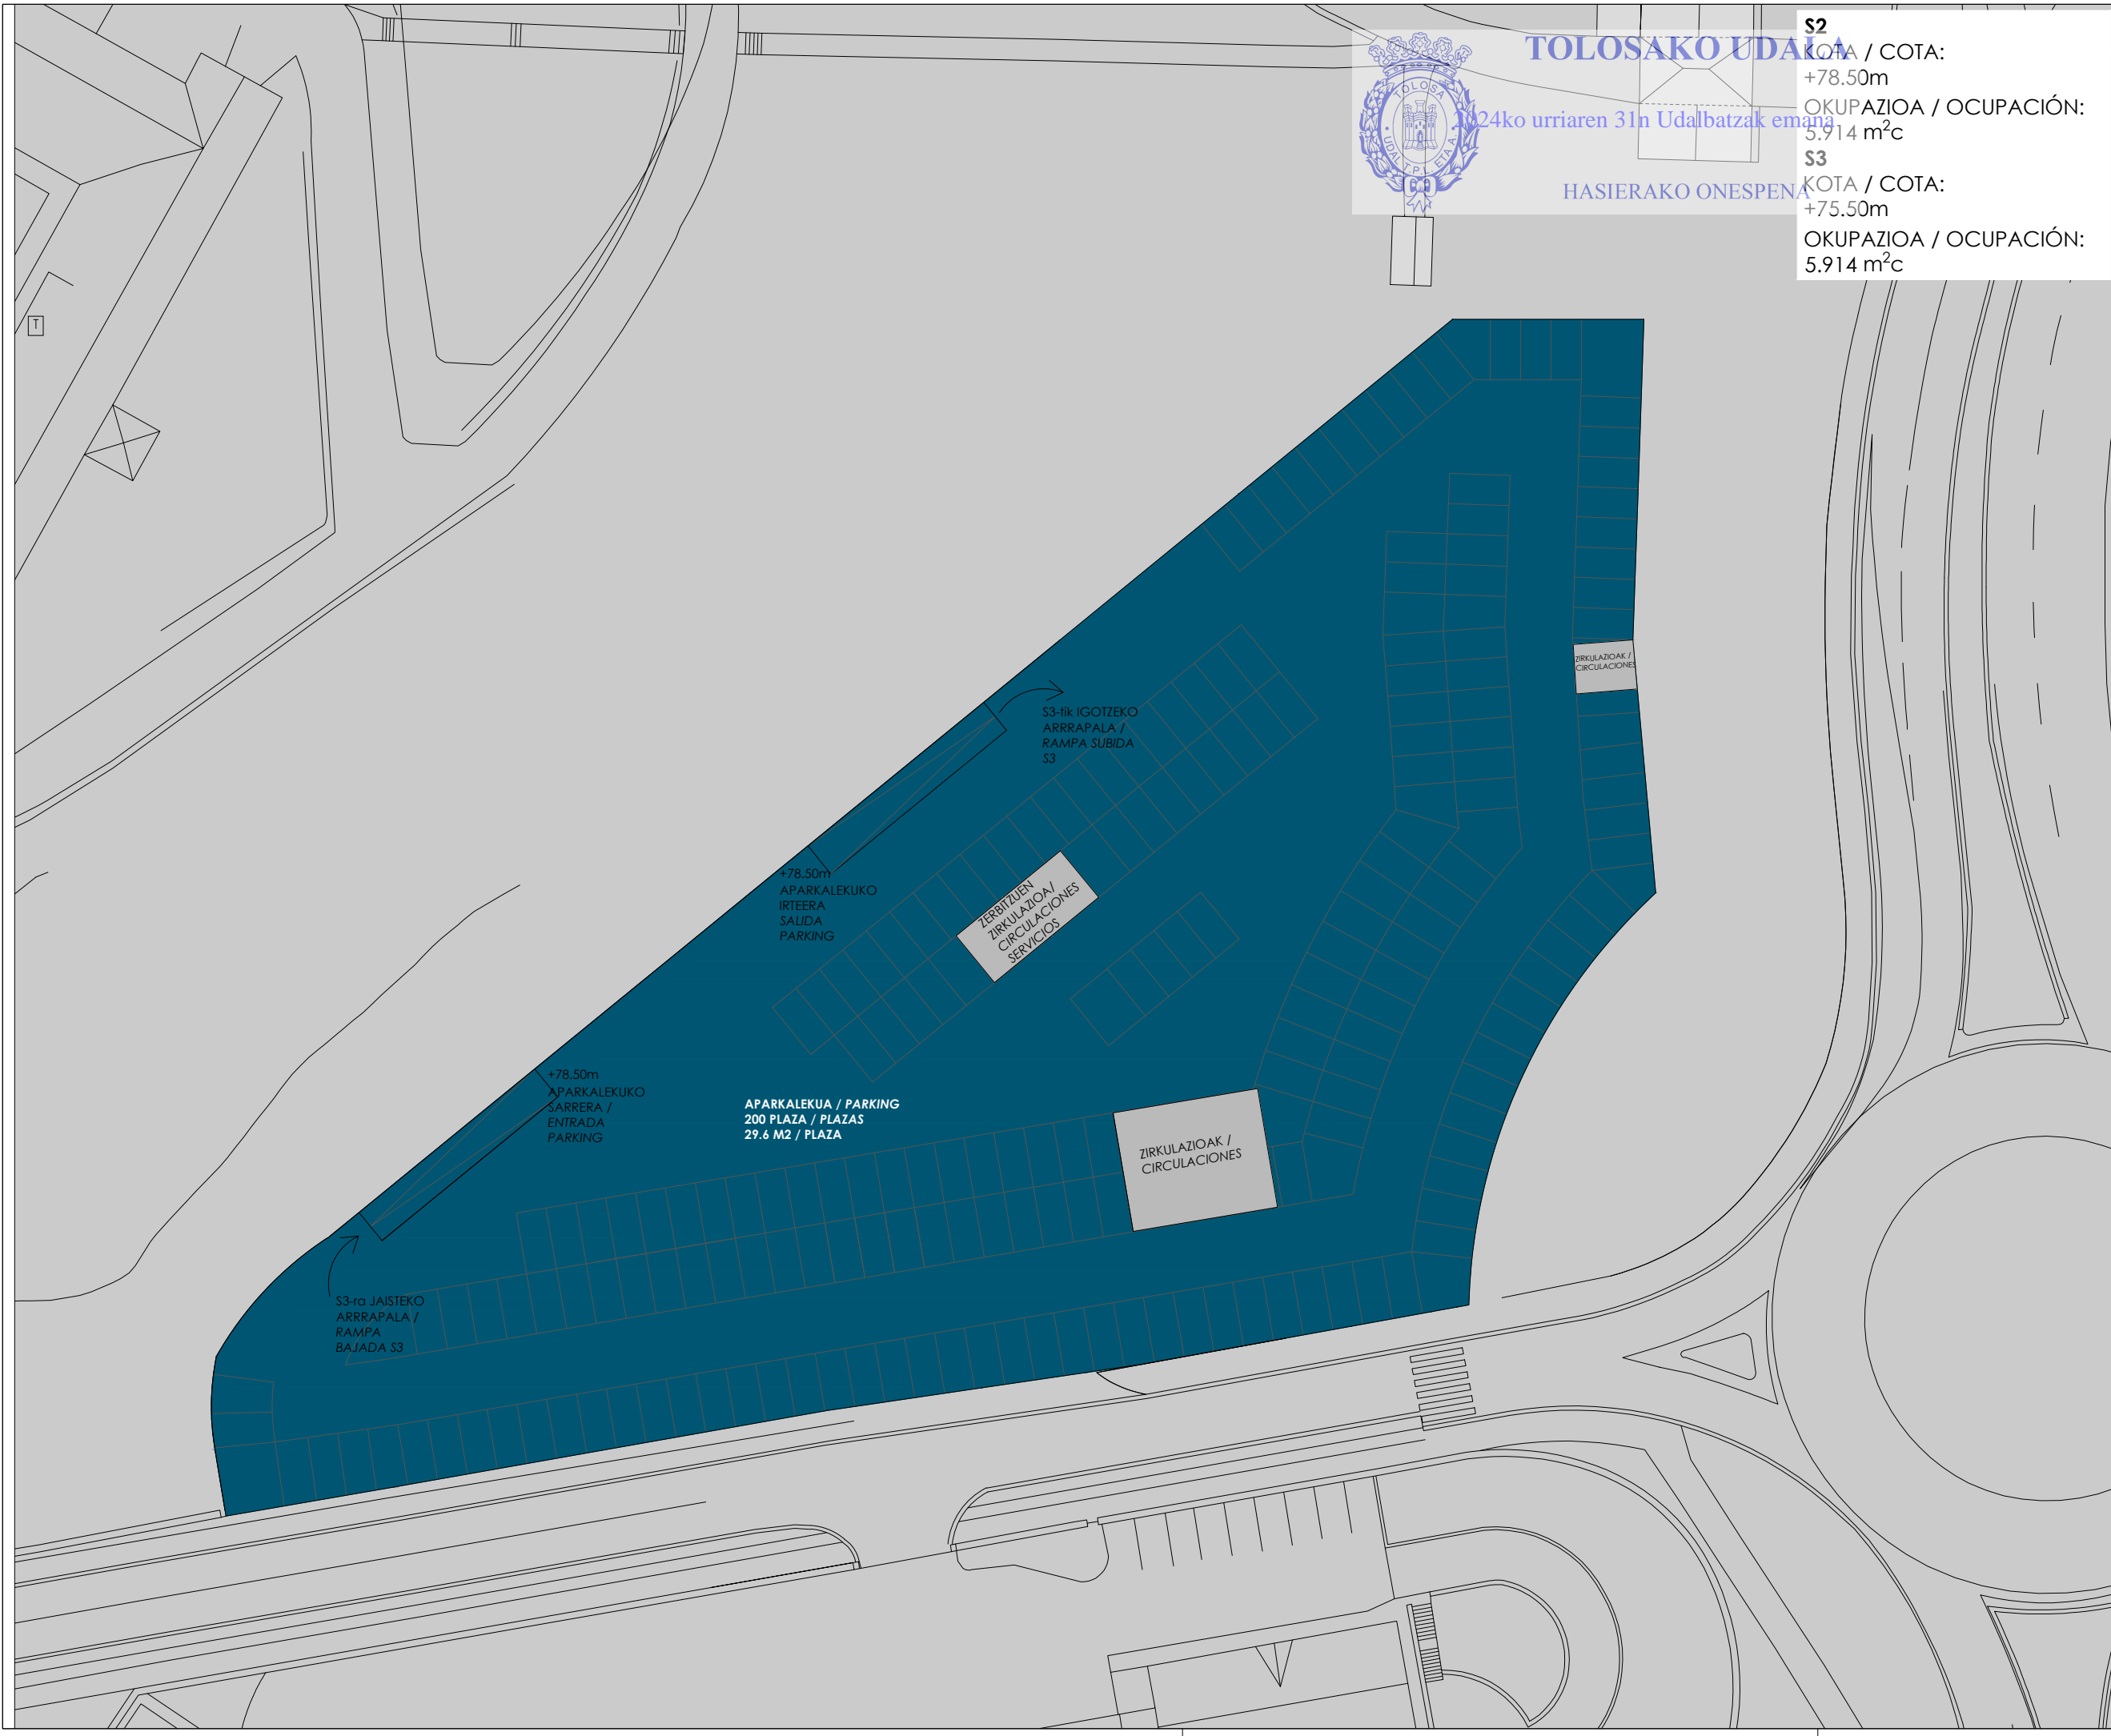 S2
KOTA / COTA:
+78.50m
OKUPAZIOA / OCUPACIÓN:
5.914 m²c
S3
KOTA / COTA:
+75.50m
OKUPAZIOA / OCUPACIÓN:
5.914 m²c
TOLOSAKO UDALA
2024ko urriaren 31n Udalbatzak emana
HASIERAKO ONESPENA
TOLOSA
UDAL T.P.L. ETA A.
T
ZIRKULAZIOAK /
CIRCULACIONES
S3-tik IGOTZEKO
ARRRAPALA /
RAMPA SUBIDA
S3
+78.50m
APARKALEKUKO
IRTEERA
SALIDA
PARKING
ZERBITZUEN
ZIRKULAZIOA/
CIRCULACIONES
SERVICIOS
+78.50m
APARKALEKUKO
SARRERA /
ENTRADA
PARKING
APARKALEKUA / PARKING
200 PLAZA / PLAZAS
29.6 M2 / PLAZA
ZIRKULAZIOAK /
CIRCULACIONES
S3-ra JAISTEKO
ARRRAPALA /
RAMPA
BAJADA S3